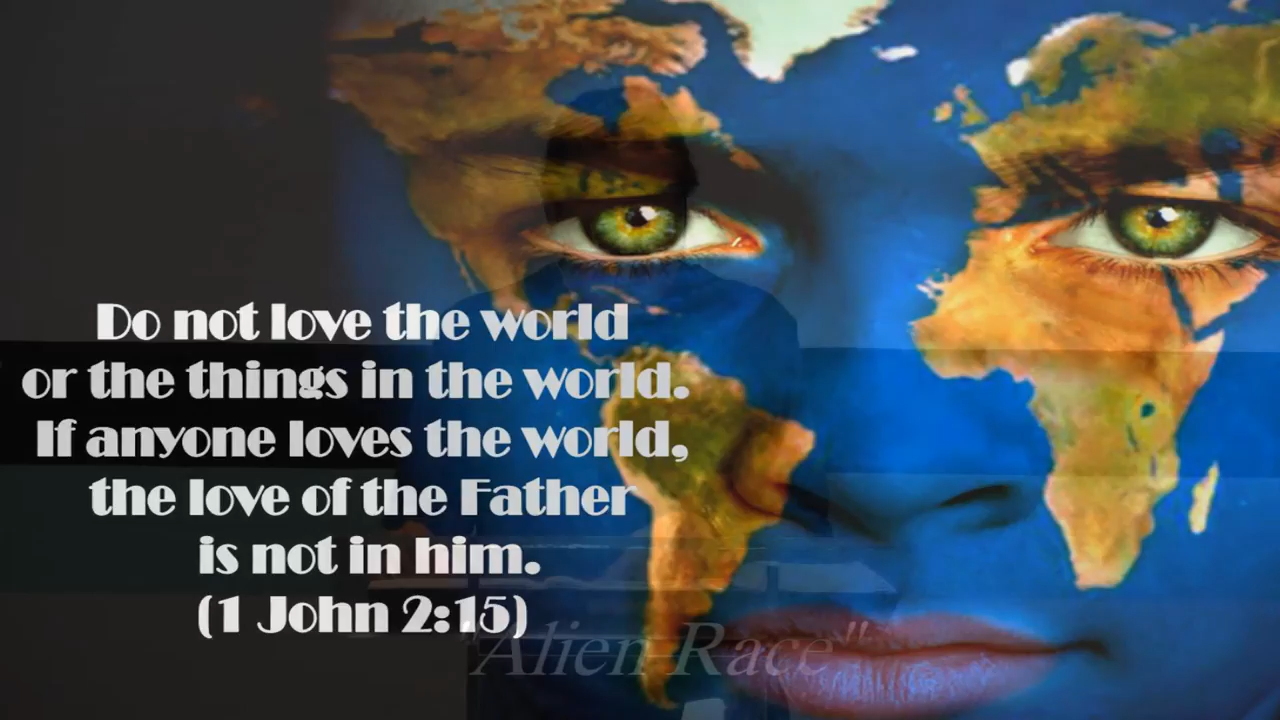 Do not love the world
or the things in the world.
If anyone loves the world,
the love of the Father
is not in him.
(1 John 2:15)
"Alien Race"